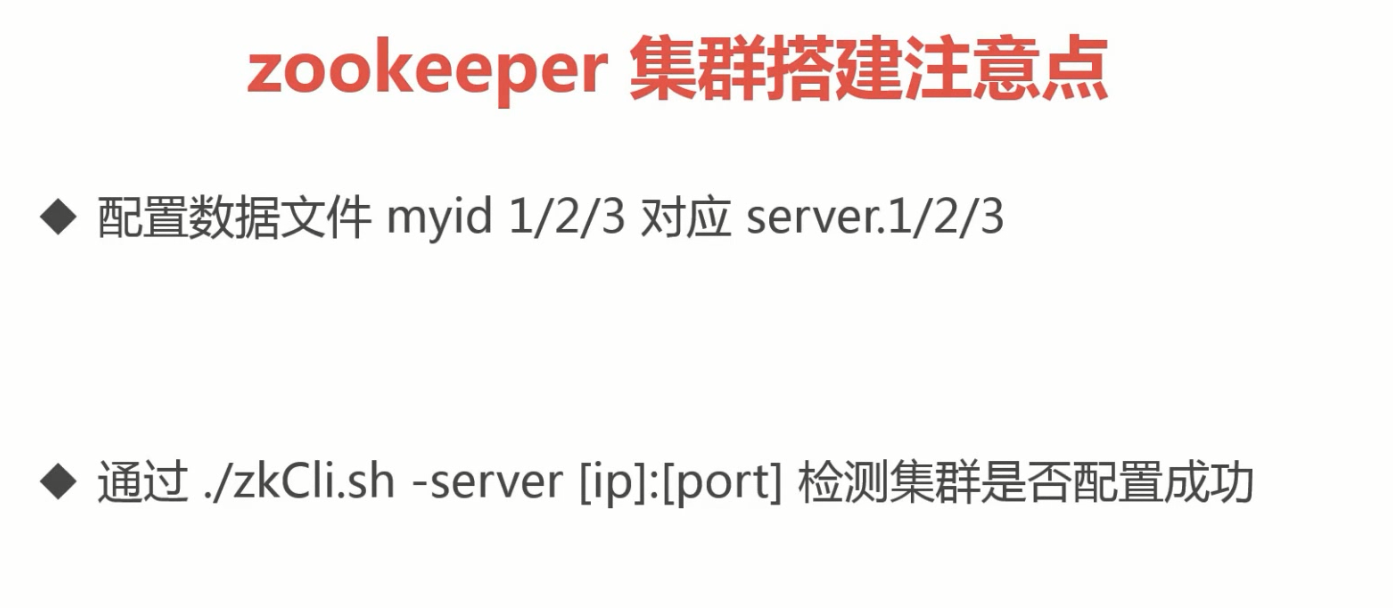 zookeeper 集群搭建注意点
◆ 配置数据文件 myid 1/2/3 对应 server.1/2/3
◆ 通过 ./zkCli.sh -server [ip]:[port] 检测集群是否配置成功